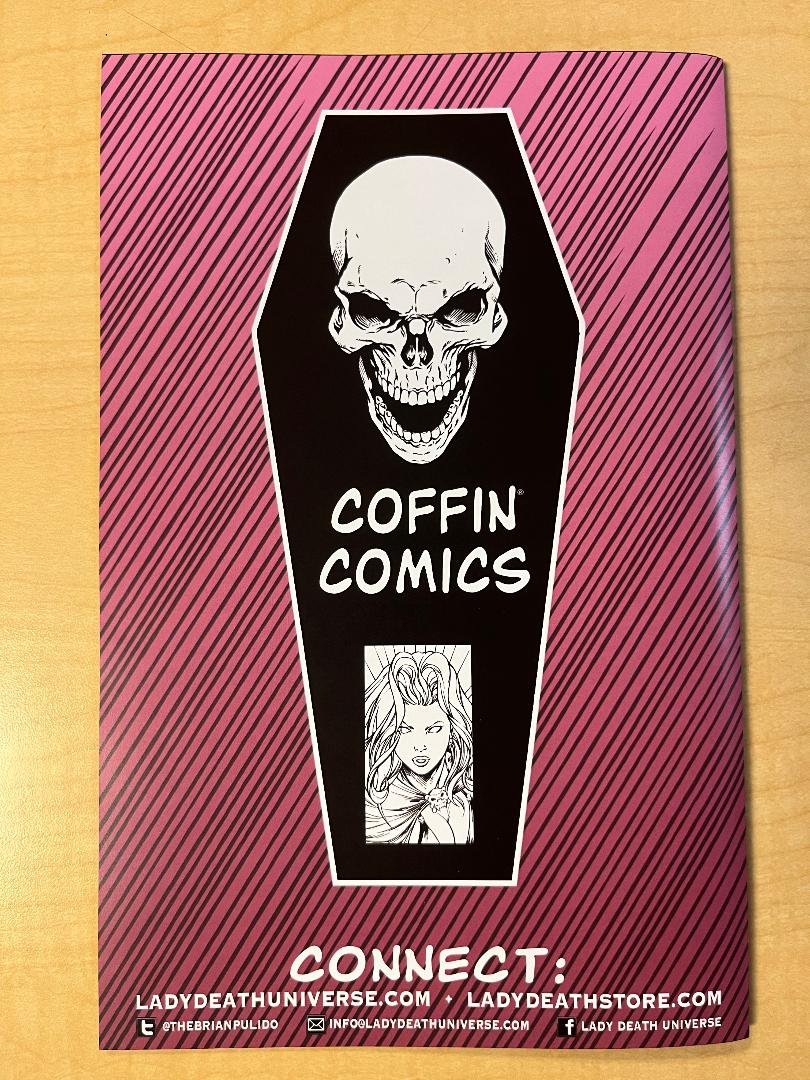 COFFIN®
COMICS
CONNECT:
LADYDEATHUNIVERSE.COM • LADYDEATHSTORE.COM
@THEBRIANPULIDO INFO@LADYDEATHUNIVERSE.COM LADY DEATH UNIVERSE